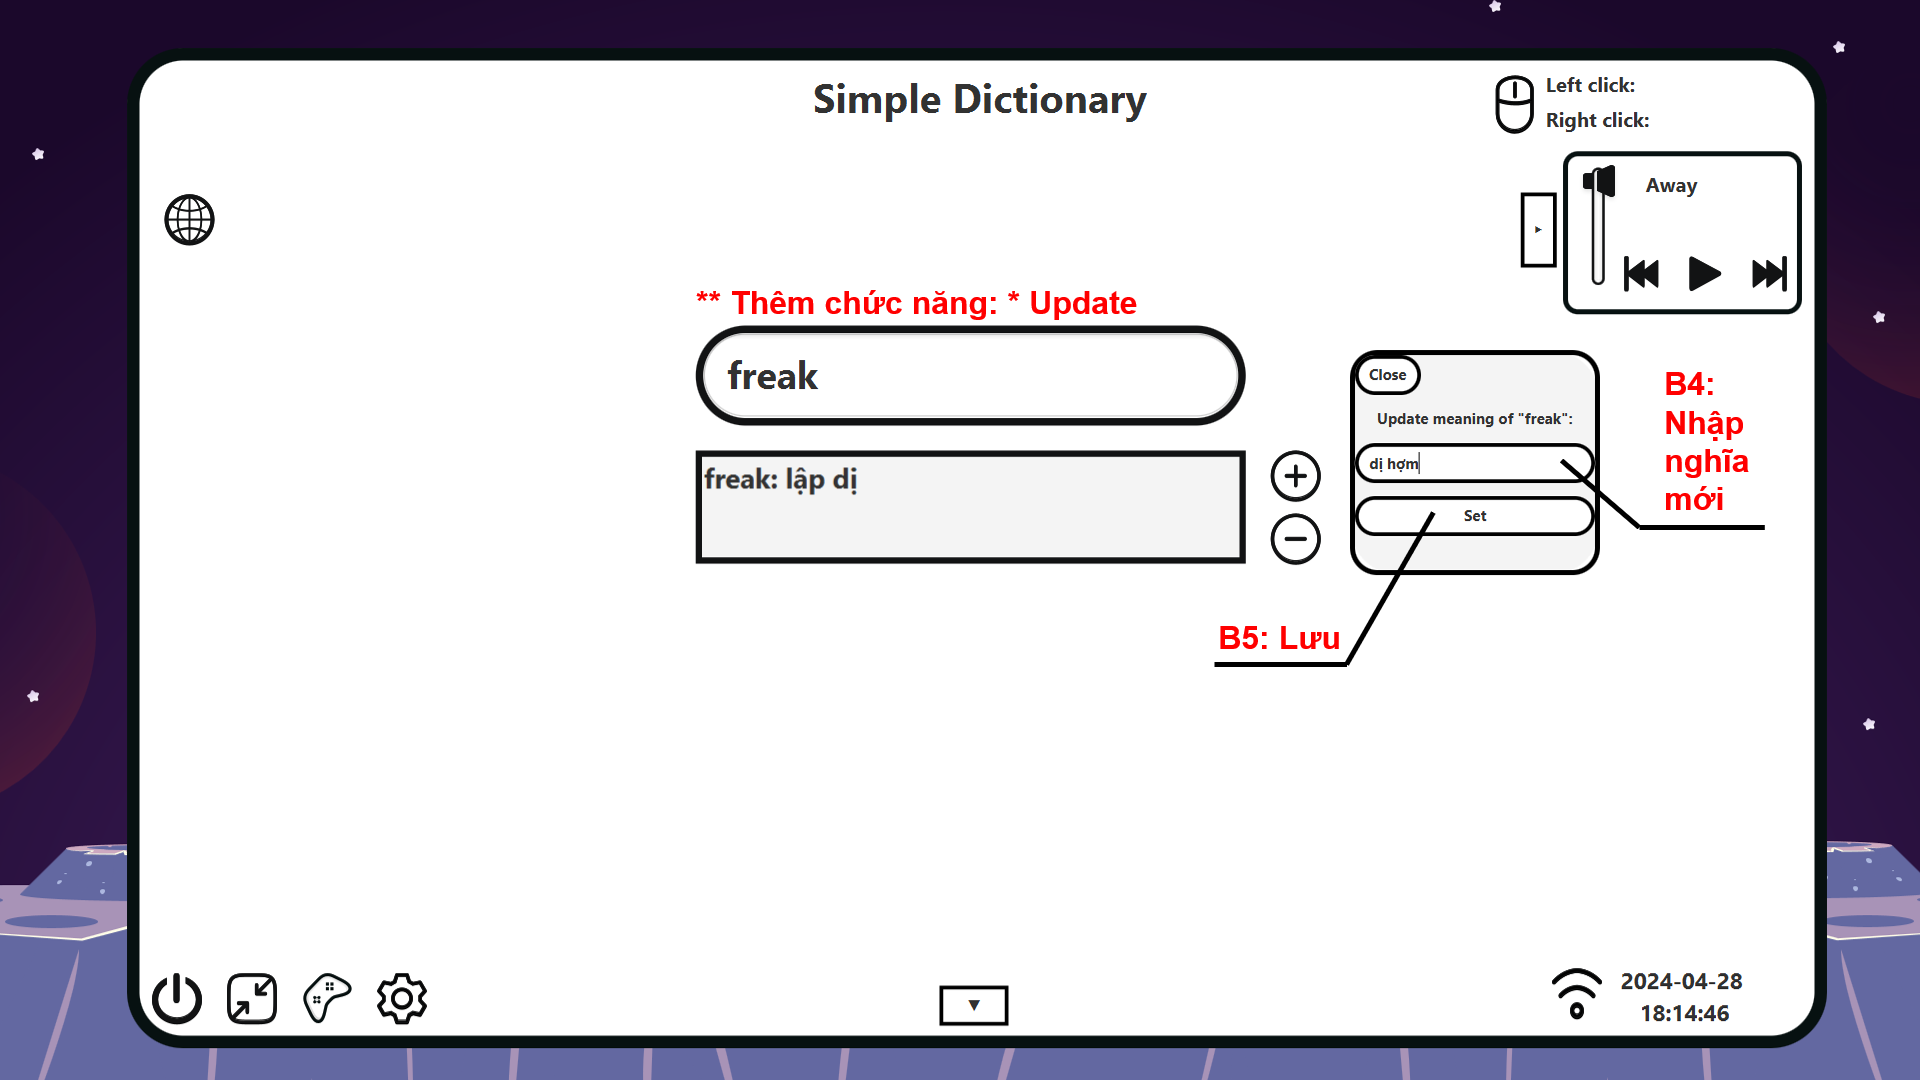 Simple Dictionary
Left click:
Right click:
Away
** Thêm chức năng: * Update
freak
Close
Update meaning of "freak":
dị hợm
Set
freak: lập dị
B4:
Nhập
nghĩa
mới
B5: Lưu
2024-04-28
18:14:46